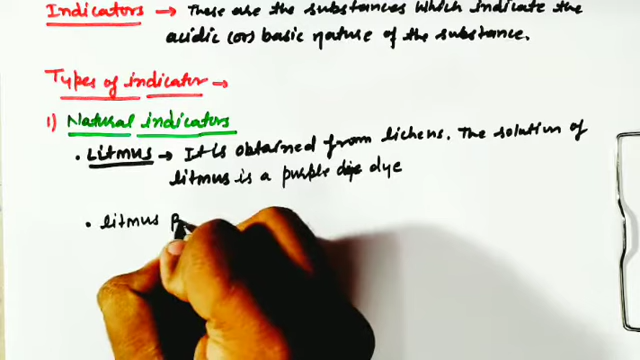 Indicators → These are the substances which indicate the
acidic (or) basic nature of the substance.
Types of indicator →
1) Natural indicators
• Litmus → It is obtained from lichens. The solution of
litmus is a purple dye
• litmus P